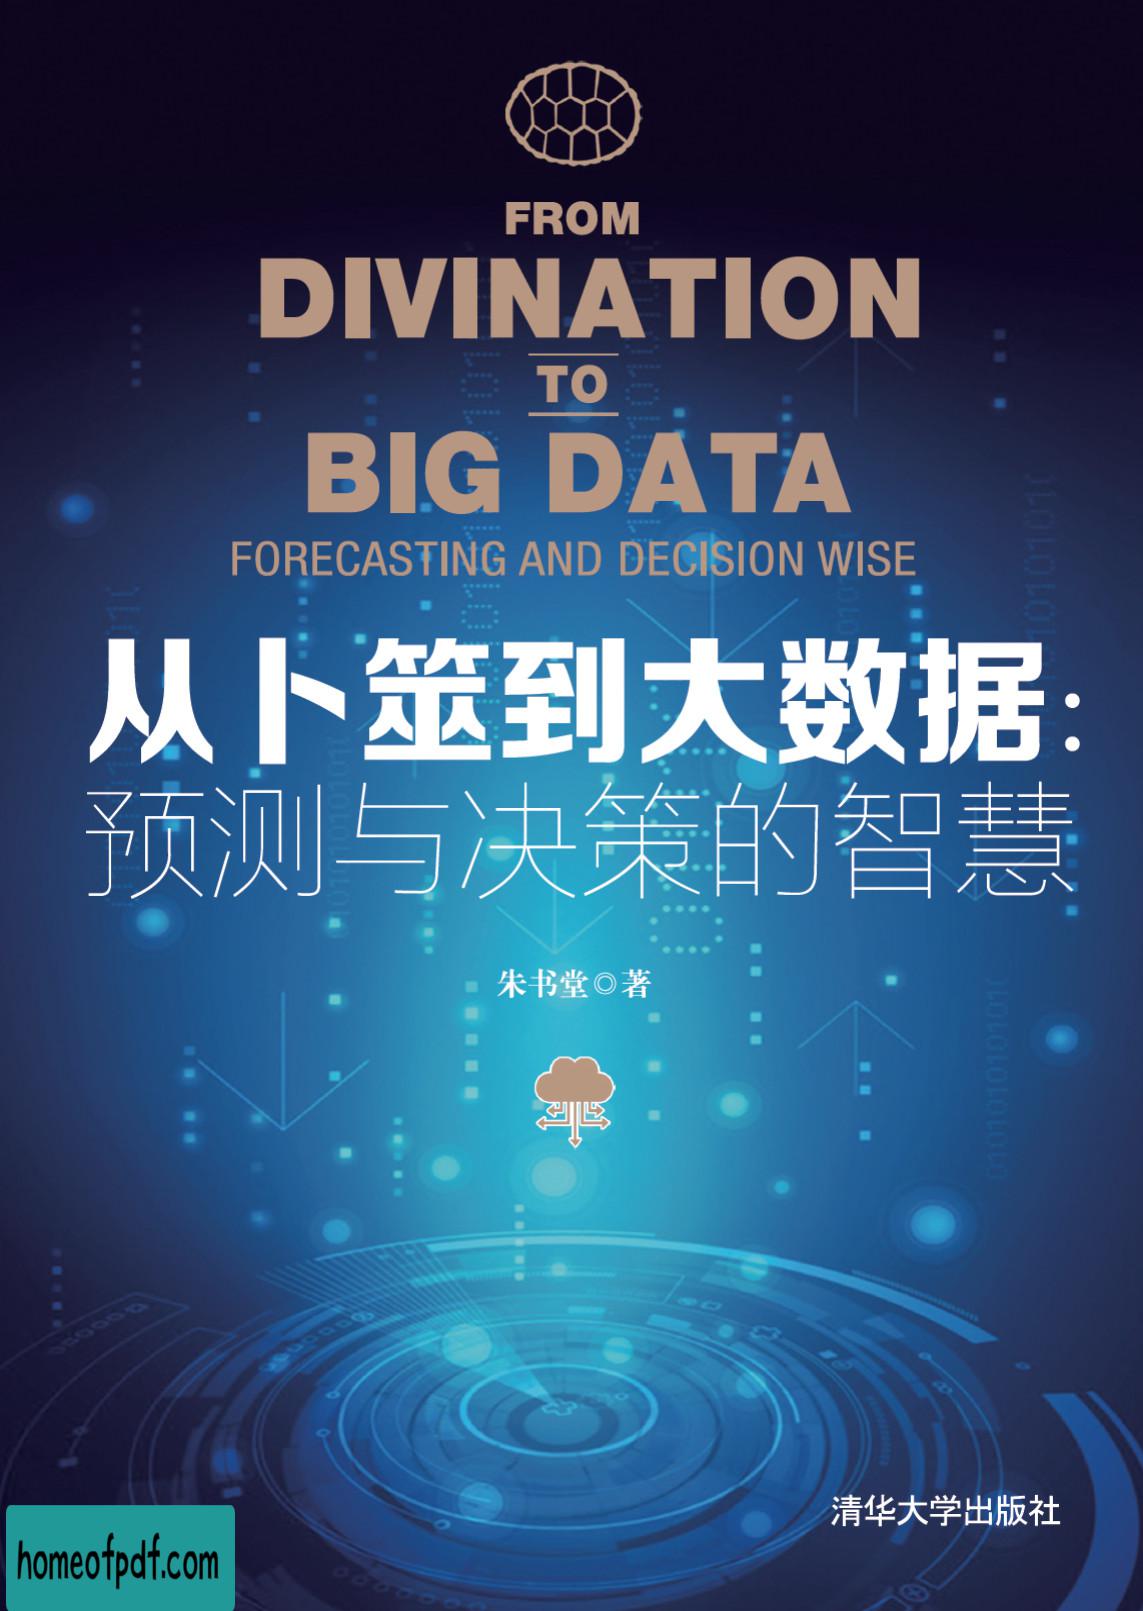 FROM
DIVINATION
TO
BIG DATA
FORECASTING AND DECISION WISE
从卜筮到大数据：
预测与决策的智慧
朱书堂◎著
清华大学出版社
homeofpdf.com